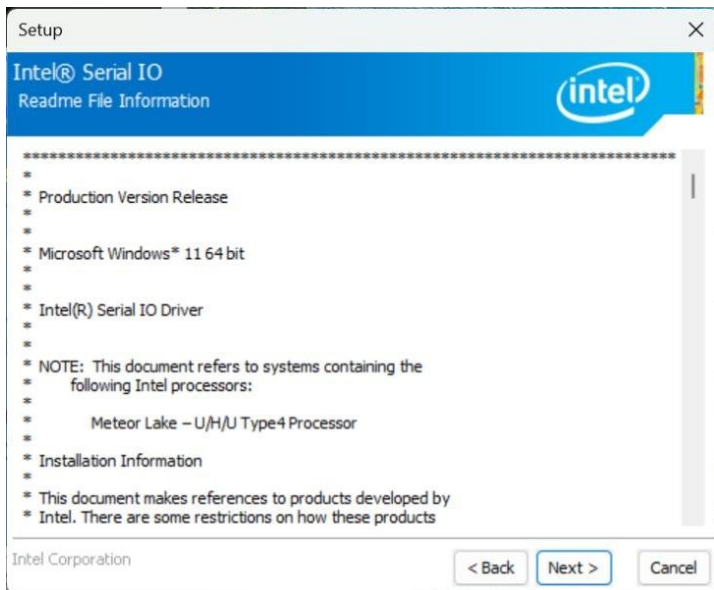 Setup
Intel® Serial IO
Readme File Information
intel
***************************************************************************
*
* Production Version Release
*
*
* Microsoft Windows* 11 64 bit
*
*
* Intel(R) Serial IO Driver
*
*
* NOTE: This document refers to systems containing the
* following Intel processors:
*
* Meteor Lake – U/H/U Type4 Processor
*
* Installation Information
*
* This document makes references to products developed by
* Intel. There are some restrictions on how these products
Intel Corporation
< Back Next > Cancel